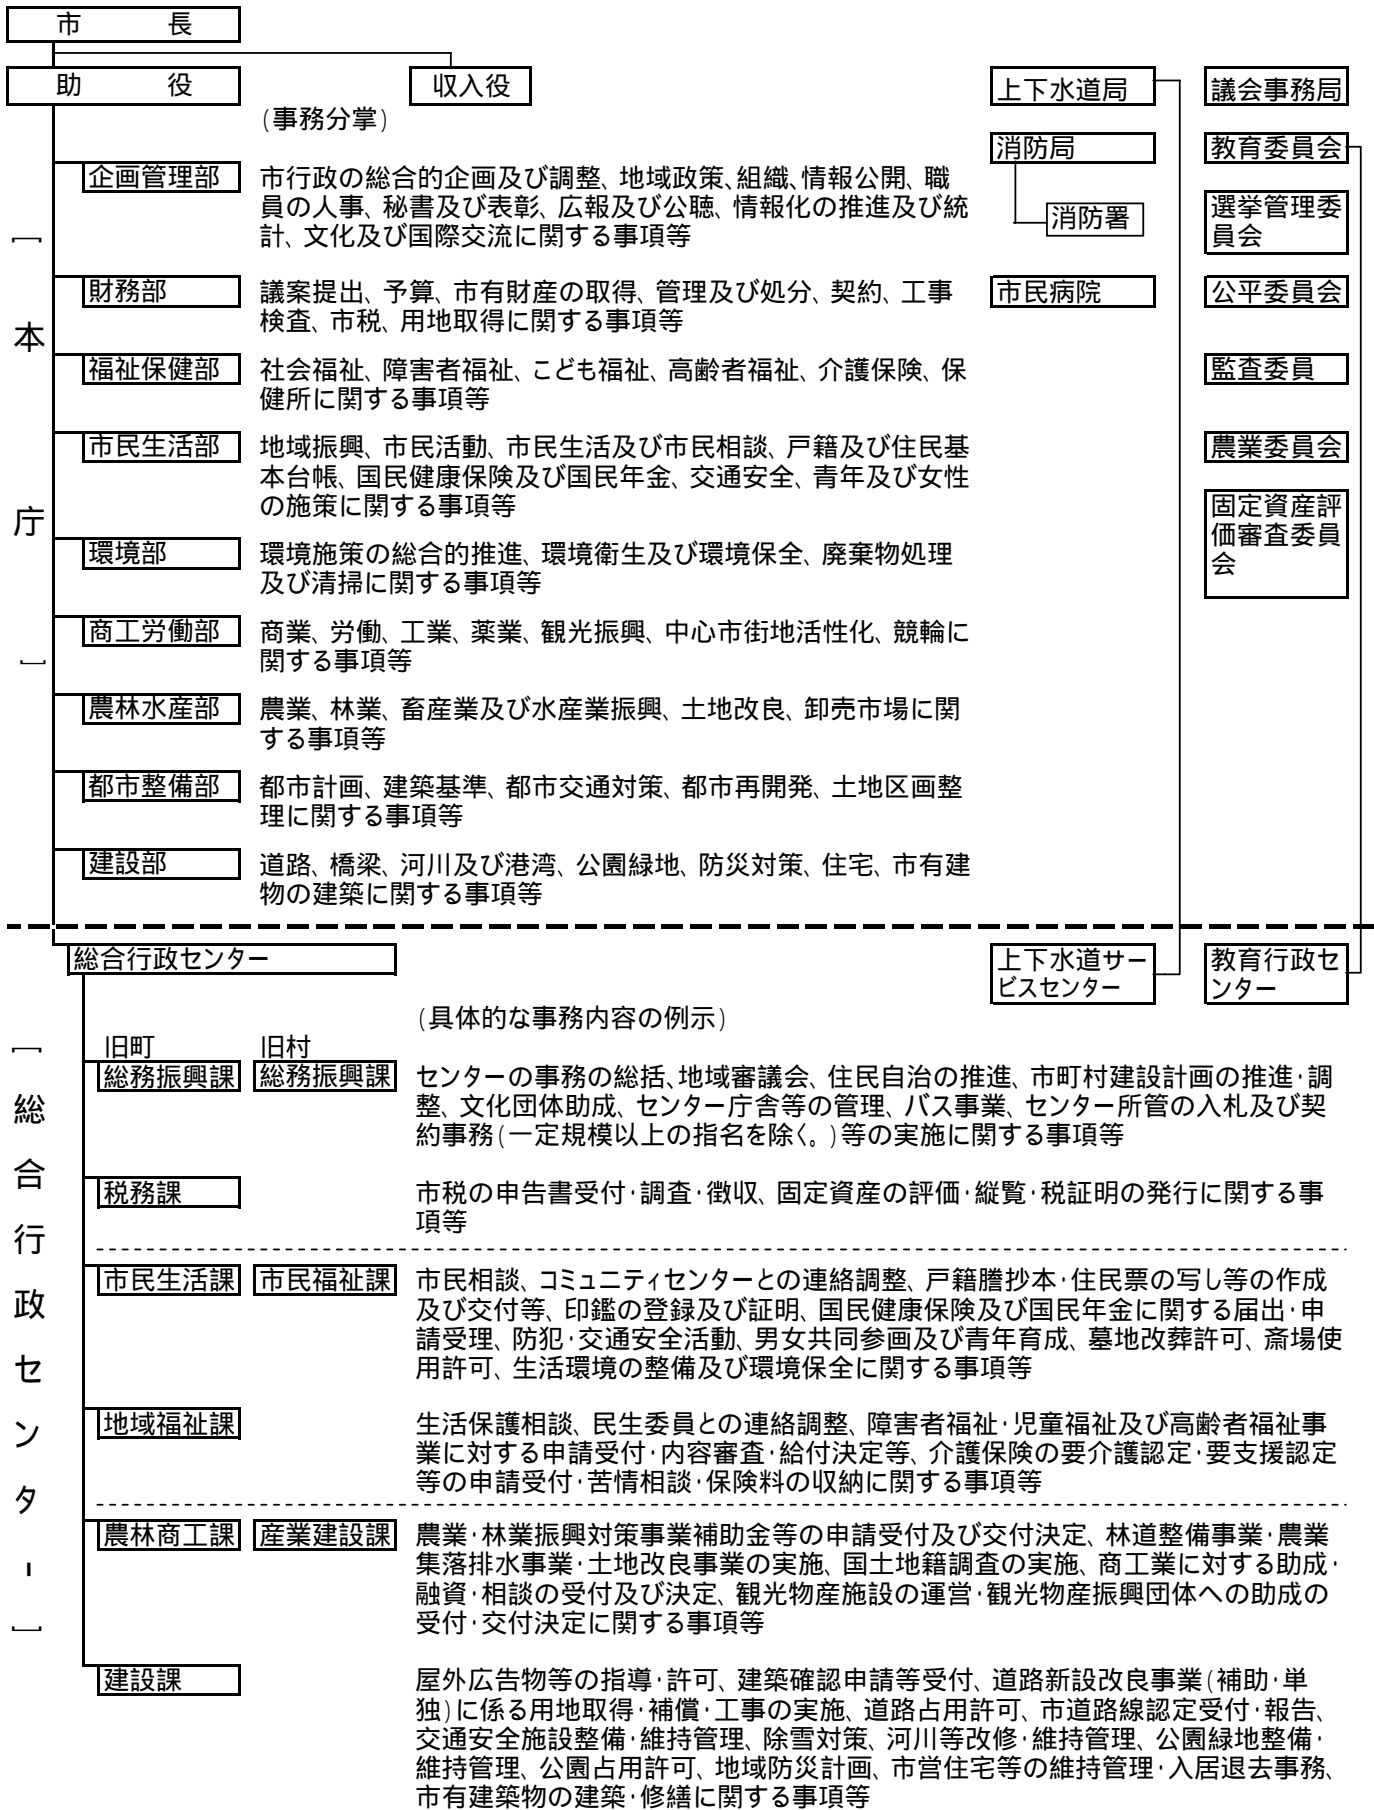 市　長
助　役
収入役
上下水道局
議会事務局
(事務分掌)
消防局
教育委員会
企画管理部
市行政の総合的企画及び調整、地域政策、組織、情報公開、職
員の人事、秘書及び表彰、広報及び公聴、情報化の推進及び統
計、文化及び国際交流に関する事項等
消防署
選挙管理委
員会
財務部
議案提出、予算、市有財産の取得、管理及び処分、契約、工事
検査、市税、用地取得に関する事項等
市民病院
公平委員会
[本庁]
福祉保健部
社会福祉、障害者福祉、こども福祉、高齢者福祉、介護保険、保
健所に関する事項等
監査委員
市民生活部
地域振興、市民活動、市民生活及び市民相談、戸籍及び住民基
本台帳、国民健康保険及び国民年金、交通安全、青年及び女性
の施策に関する事項等
農業委員会
固定資産評
価審査委員
会
環境部
環境施策の総合的推進、環境衛生及び環境保全、廃棄物処理
及び清掃に関する事項等
商工労働部
商業、労働、工業、薬業、観光振興、中心市街地活性化、競輪に
関する事項等
農林水産部
農業、林業、畜産業及び水産業振興、土地改良、卸売市場に関
する事項等
都市整備部
都市計画、建築基準、都市交通対策、都市再開発、土地区画整
理に関する事項等
建設部
道路、橋梁、河川及び港湾、公園緑地、防災対策、住宅、市有建
物の建築に関する事項等
総合行政センター
上下水道サー
ビスセンター
教育行政セ
ンター
(具体的な事務内容の例示)
[総合行政センター]
旧町
旧村
総務振興課
総務振興課
センターの事務の総括、地域審議会、住民自治の推進、市町村建設計画の推進・調
整、文化団体助成、センター庁舎等の管理、バス事業、センター所管の入札及び契
約事務(一定規模以上の指名を除く。)等の実施に関する事項等
税務課
市税の申告書受付・調査・徴収、固定資産の評価・縦覧・税証明の発行に関する事
項等
市民生活課
市民福祉課
市民相談、コミュニティセンターとの連絡調整、戸籍謄抄本・住民票の写し等の作成
及び交付等、印鑑の登録及び証明、国民健康保険及び国民年金に関する届出・申
請受理、防犯・交通安全活動、男女共同参画及び青年育成、墓地改葬許可、斎場使
用許可、生活環境の整備及び環境保全に関する事項等
地域福祉課
生活保護相談、民生委員との連絡調整、障害者福祉・児童福祉及び高齢者福祉事
業に対する申請受付・内容審査・給付決定等、介護保険の要介護認定・要支援認定
等の申請受付・苦情相談・保険料の収納に関する事項等
農林商工課
産業建設課
農業・林業振興対策事業補助金等の申請受付及び交付決定、林道整備事業・農業
集落排水事業・土地改良事業の実施、国土地籍調査の実施、商工業に対する助成・
融資・相談の受付及び決定、観光物産施設の運営・観光物産振興団体への助成の
受付・交付決定に関する事項等
建設課
屋外広告物等の指導・許可、建築確認申請等受付、道路新設改良事業(補助・単
独)に係る用地取得・補償・工事の実施、道路占用許可、市道路線認定受付・報告、
交通安全施設整備・維持管理、除雪対策、河川等改修・維持管理、公園緑地整備・
維持管理、公園占用許可、地域防災計画、市営住宅等の維持管理・入居退去事務、
市有建築物の建築・修繕に関する事項等